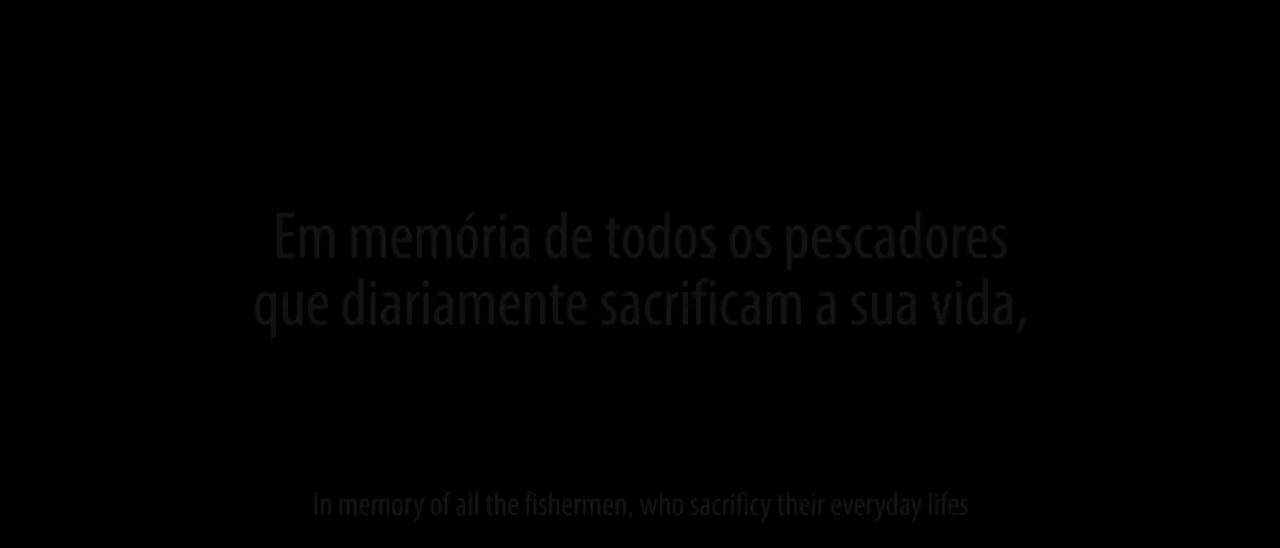 Em memória de todos os pescadores
que diariamente sacrificam a sua vida,
In memory of all the fishermen, who sacrificy their everyday lifes